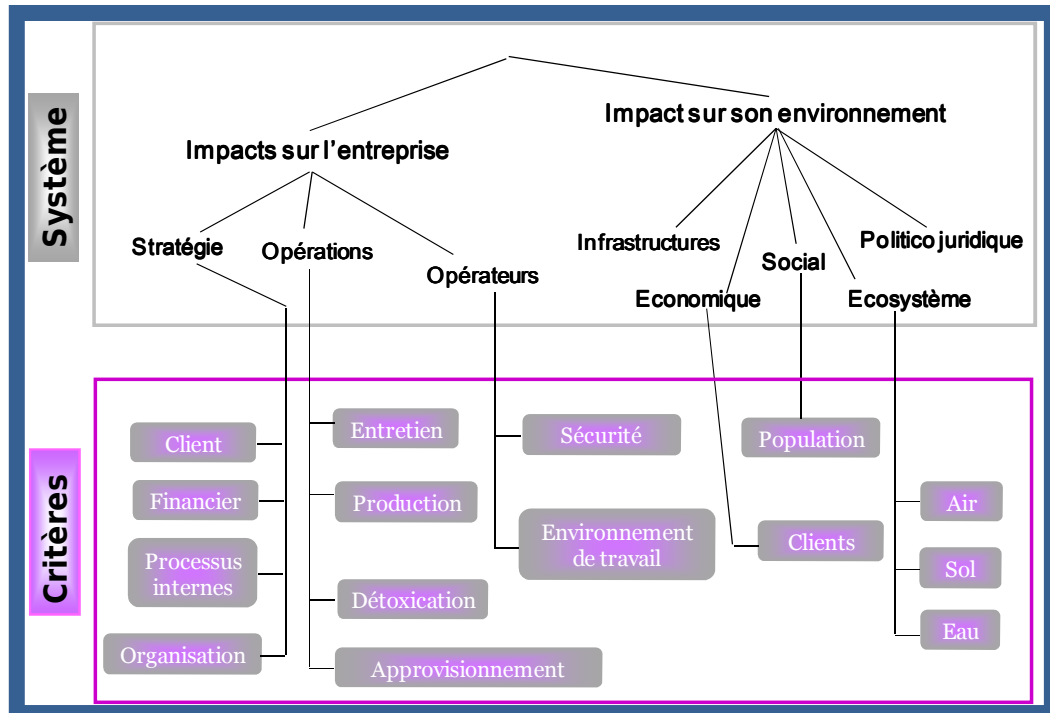 Système
Impact sur son environnement
Impacts sur l'entreprise
Stratégie
Opérations
Opérateurs
Infrastructures
Economique
Social
Ecosystème
Politico juridique
Critères
Client
Financier
Processus
internes
Organisation
Entretien
Production
Détoxication
Approvisionnement
Sécurité
Environnement
de travail
Population
Clients
Air
Sol
Eau